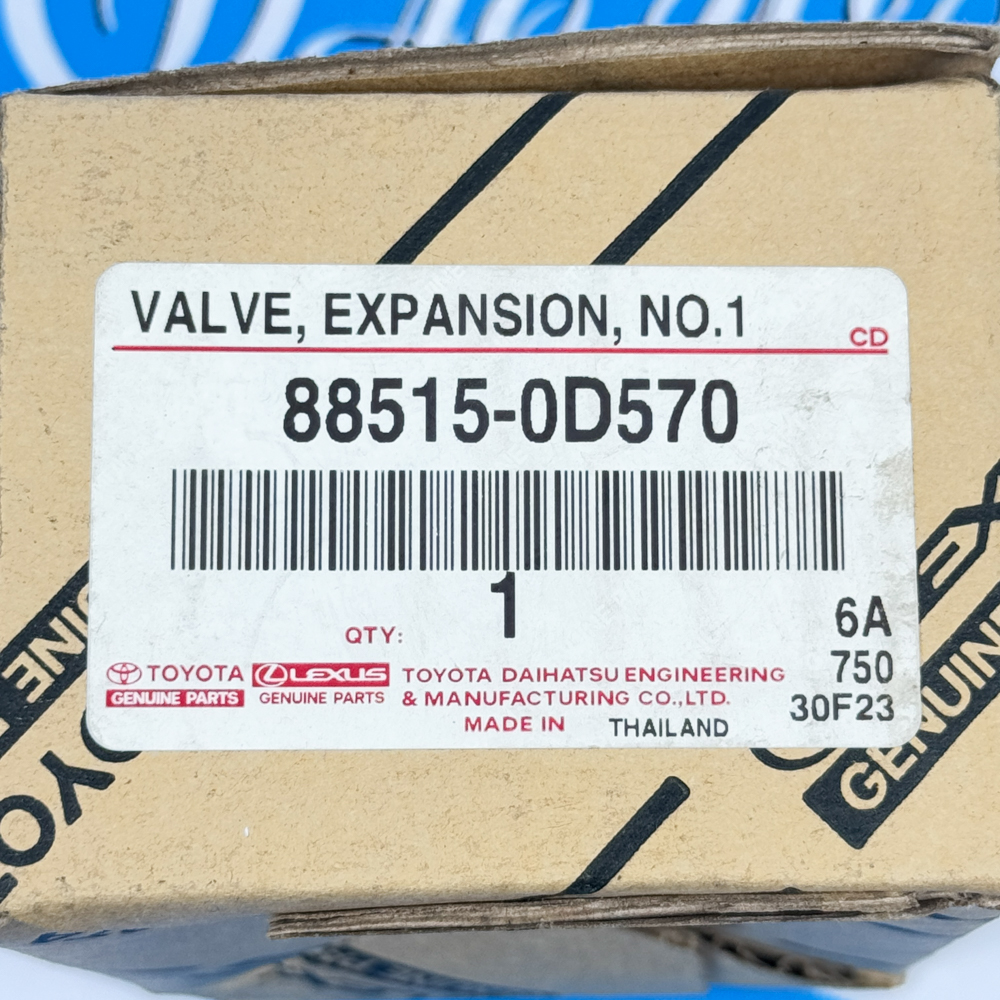 VALVE, EXPANSION, NO.1
CD
88515-0D570
1
QTY:
6A
750
30F23
TOYOTA
GENUINE PARTS
LEXUS
GENUINE PARTS
TOYOTA DAIHATSU ENGINEERING
& MANUFACTURING CO.,LTD.
MADE IN THAILAND
GENUINE